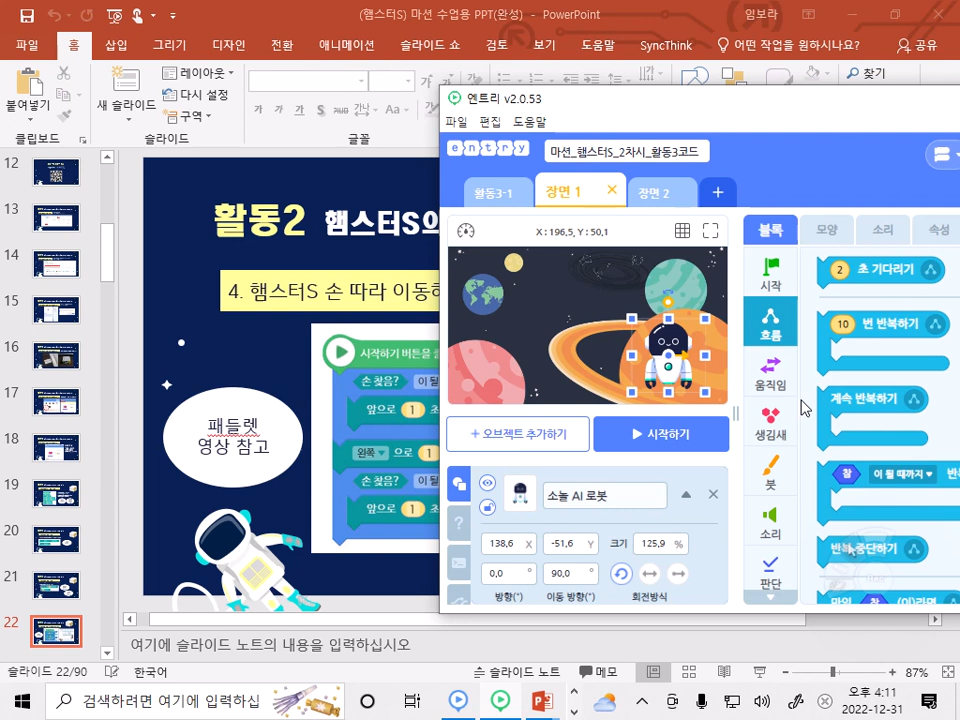 (햄스터S) 마션 수업용 PPT(완성) - PowerPoint
임보라
파일 홈 삽입 그리기 디자인 전환 애니메이션 슬라이드 쇼 검토 보기 도움말 SyncThink 어떤 작업을 원하시나요? 공유
붙여넣기
새 슬라이드
레이아웃
다시 설정
구역
찾기
클립보드 슬라이드 글꼴
12
13
14
15
16
17
18
19
20
21
22
활동2 햄스터S의
4. 햄스터S 손 따라 이동하
패들렛
영상 참고
시작하기 버튼을 클
손 찾음? 이 될
앞으로 1 초
왼쪽 으로 1
손 찾음? 이 될
앞으로 1 초
엔트리 v2.0.53
파일 편집 도움말
entry
마션_햄스터S_2차시_활동3코드
활동3-1 장면 1 장면 2
X : 196,5, Y : 50,1
+ 오브젝트 추가하기
시작하기
소놀 AI 로봇
138,6 X -51,6 Y 크기 125,9 %
0,0 ° 90,0 °
방향(°) 이동 방향(°) 회전방식
블록 모양 소리 속성
시작
흐름
움직임
생김새
붓
소리
판단
2 초 기다리기
10 번 반복하기
계속 반복하기
참 이 될 때까지 반복
반복 중단하기
만일 참 (이)라면
여기에 슬라이드 노트의 내용을 입력하십시오
슬라이드 22/90 한국어 슬라이드 노트 메모 87%
검색하려면 여기에 입력하십
오후 4:11
2022-12-31